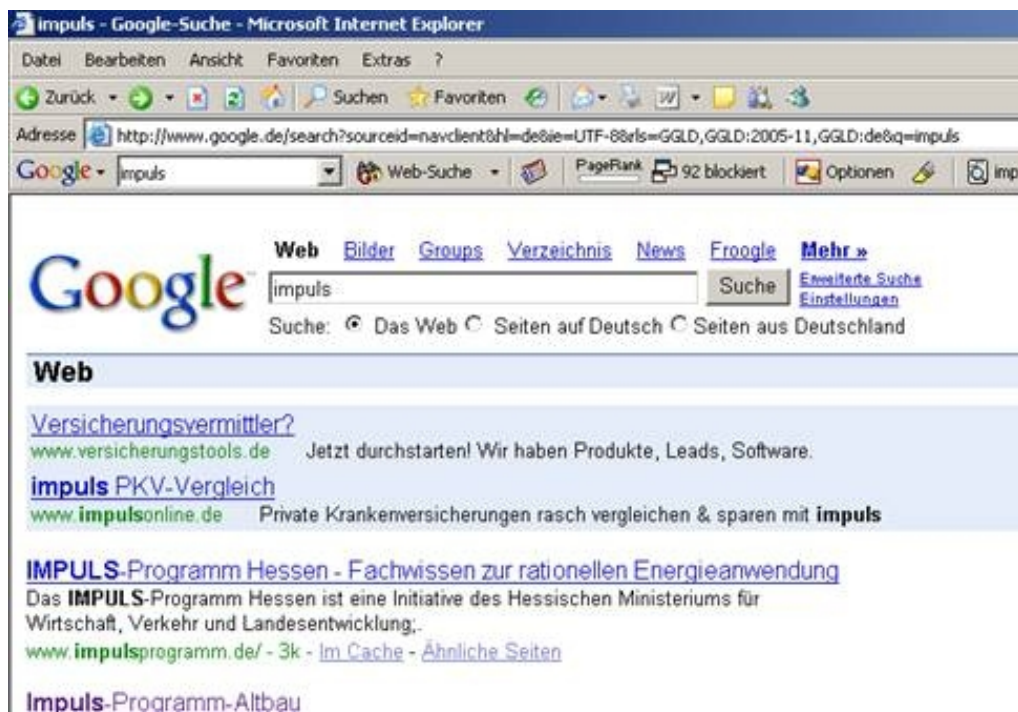 impuls - Google-Suche - Microsoft Internet Explorer
Datei Bearbeiten Ansicht Favoriten Extras ?
Zurück Suchen Favoriten
Adresse http://www.google.de/search?sourceid=navclient&hl=de&ie=UTF-8&rls=GGLD,GGLD:2005-11,GGLD:de&q=impuls
Google impuls Web-Suche PageRank 92 blockiert Optionen imp
Web Bilder Groups Verzeichnis News Froogle Mehr »
Google impuls Suche Erweiterte Suche
Einstellungen
Suche: Das Web Seiten auf Deutsch Seiten aus Deutschland
Web
Versicherungsvermittler?
www.versicherungstools.de Jetzt durchstarten! Wir haben Produkte, Leads, Software.
impuls PKV-Vergleich
www.impulsonline.de Private Krankenversicherungen rasch vergleichen & sparen mit impuls
IMPULS-Programm Hessen - Fachwissen zur rationellen Energieanwendung
Das IMPULS-Programm Hessen ist eine Initiative des Hessischen Ministeriums für
Wirtschaft, Verkehr und Landesentwicklung;.
www.impulsprogramm.de/ - 3k - Im Cache - Ähnliche Seiten
Impuls-Programm-Altbau